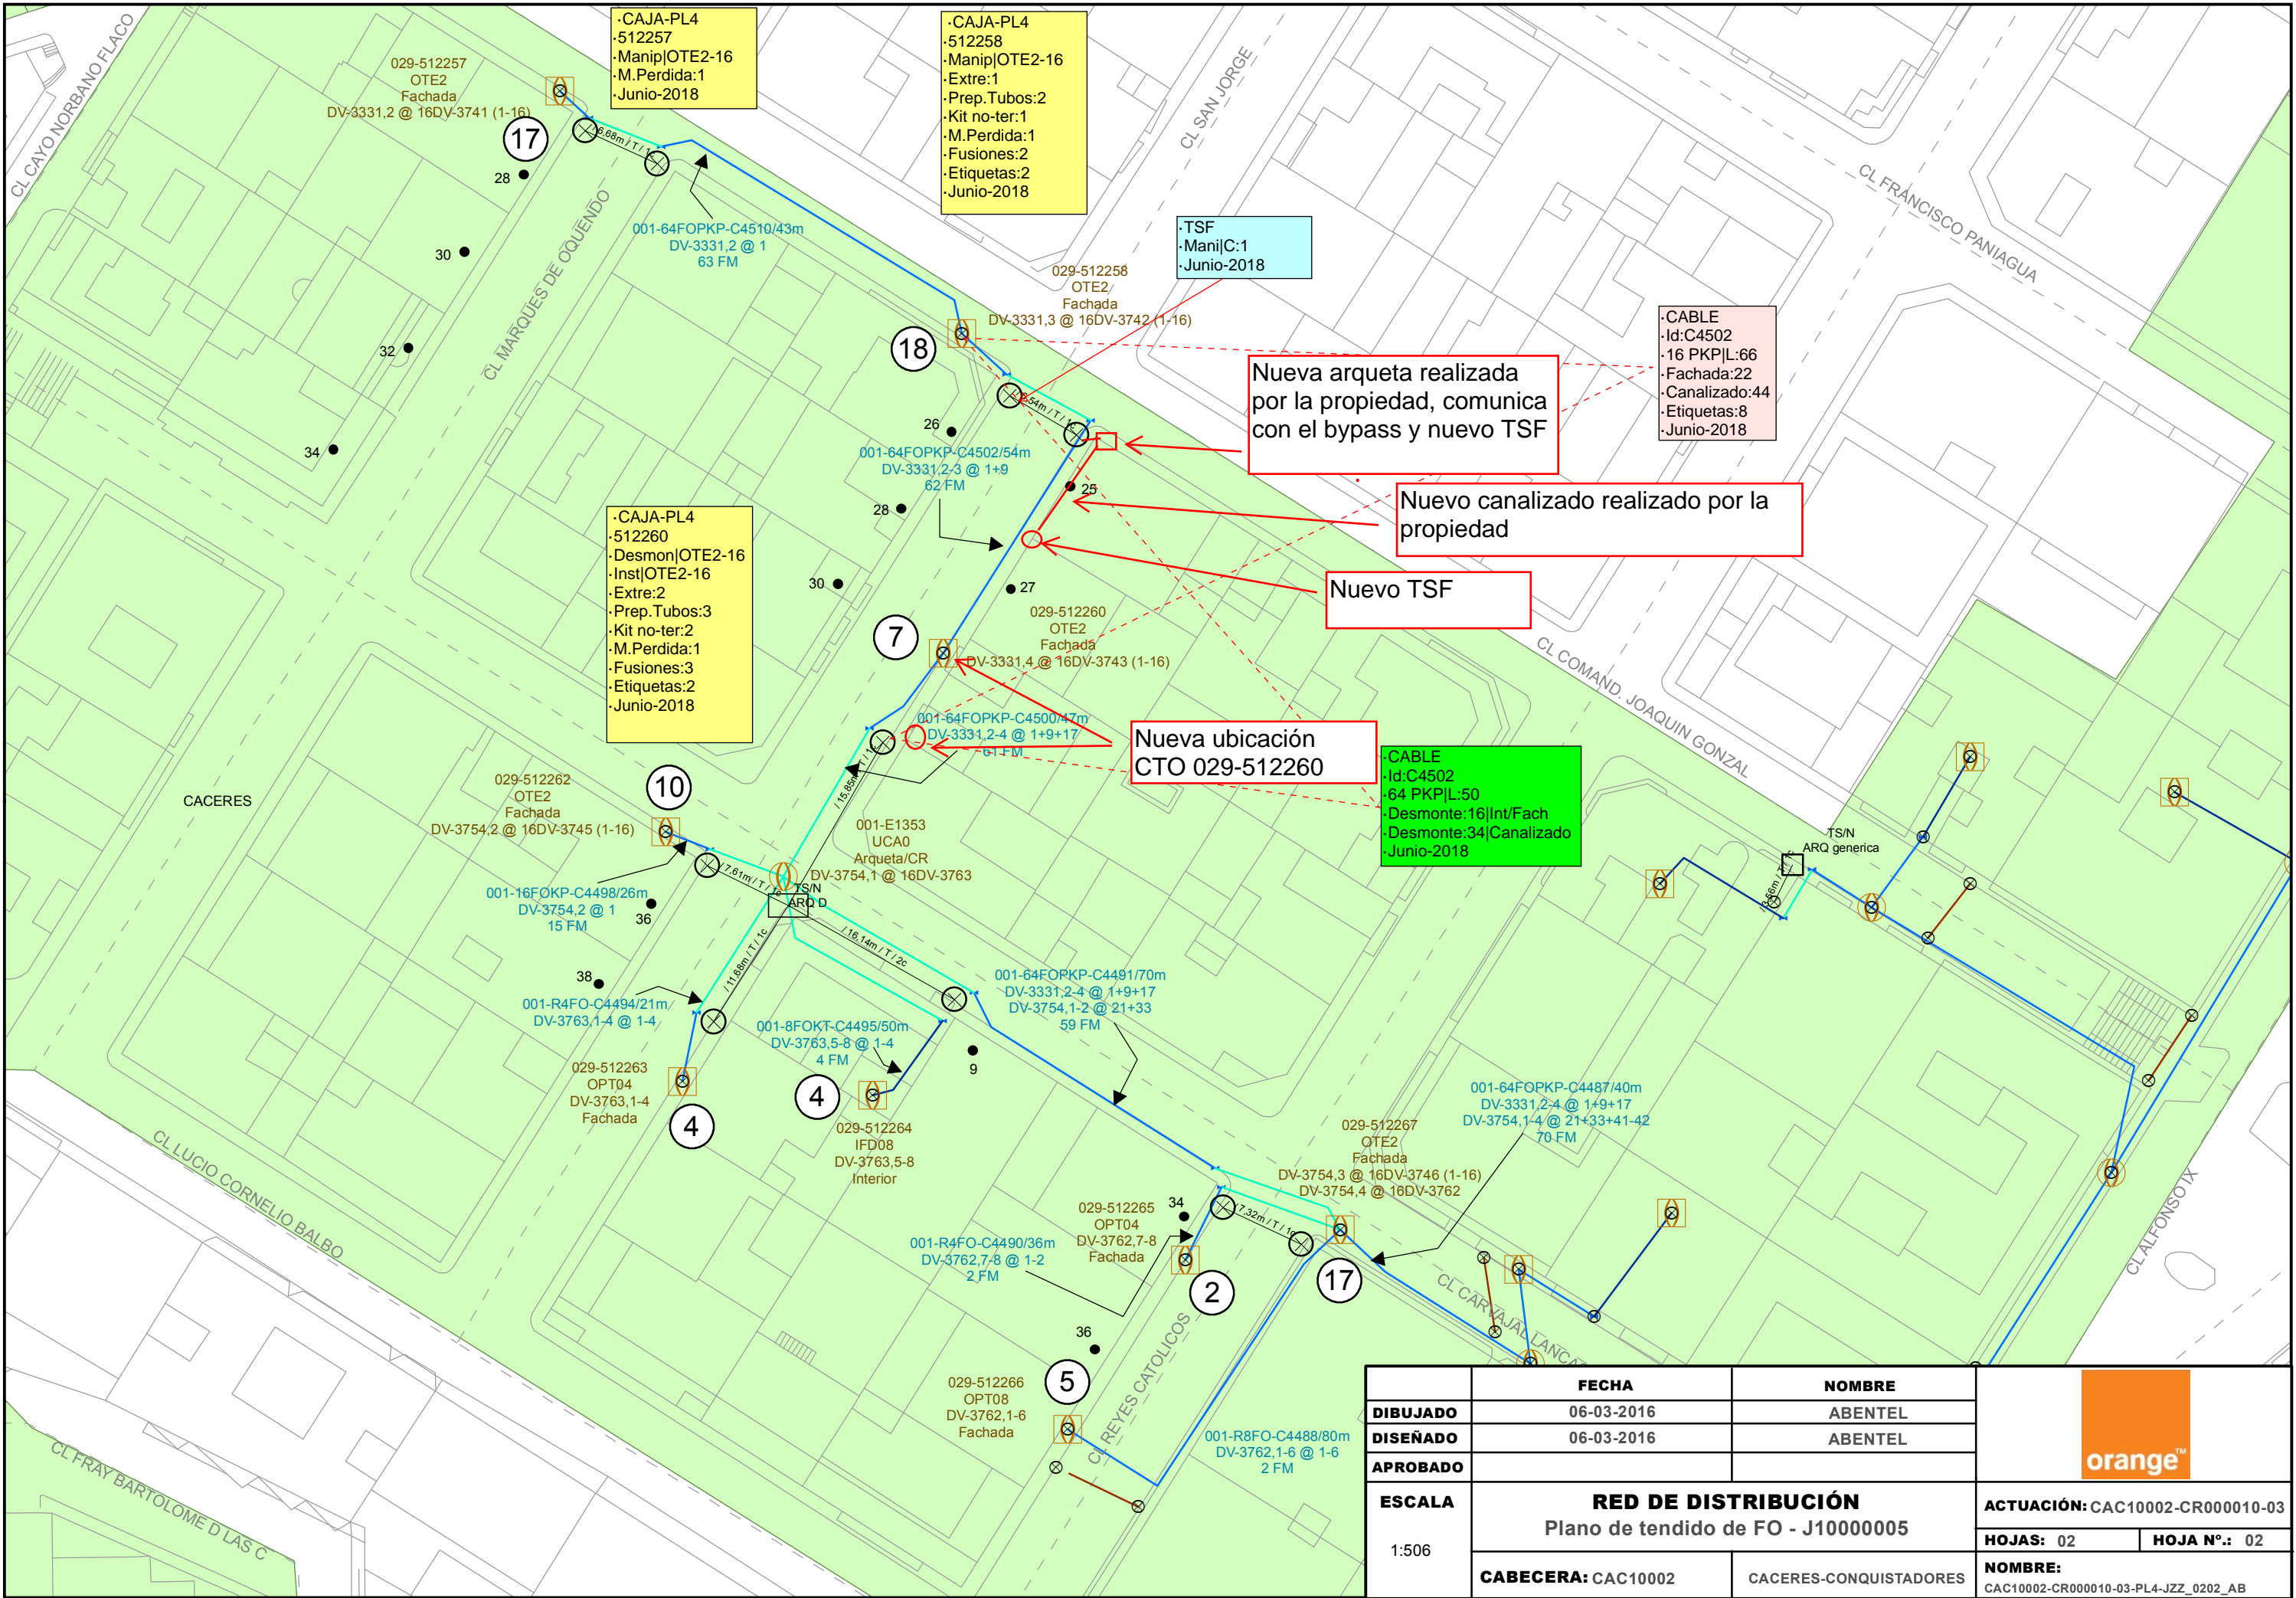 ·CAJA-PL4
·512257
·Manip|OTE2-16
·M.Perdida:1
·Junio-2018
·CAJA-PL4
·512258
·Manip|OTE2-16
·Extre:1
·Prep.Tubos:2
·Kit no-ter:1
·M.Perdida:1
·Fusiones:2
·Etiquetas:2
·Junio-2018
029-512257
OTE2
Fachada
DV-3331,2 @ 16DV-3741 (1-16)
17
28
30
32
34
CL CAYO NORBANO FLACO
CL MARQUES DE OQUENDO
CL SAN JORGE
CL FRANCISCO PANIAGUA
001-64FOPKP-C4510/43m
DV-3331,2 @ 1
63 FM
·TSF
·Mani|C:1
·Junio-2018
029-512258
OTE2
Fachada
DV-3331,3 @ 16DV-3742 (1-16)
18
·CABLE
·Id:C4502
·16 PKP|L:66
·Fachada:22
·Canalizado:44
·Etiquetas:8
·Junio-2018
Nueva arqueta realizada
por la propiedad, comunica
con el bypass y nuevo TSF
26
001-64FOPKP-C4502/54m
DV-3331,2-3 @ 1+9
62 FM
25
28
Nuevo canalizado realizado por la
propiedad
·CAJA-PL4
·512260
·Desmon|OTE2-16
·Inst|OTE2-16
·Extre:2
·Prep.Tubos:3
·Kit no-ter:2
·M.Perdida:1
·Fusiones:3
·Etiquetas:2
·Junio-2018
30
27
Nuevo TSF
7
029-512260
OTE2
Fachada
DV-3331,4 @ 16DV-3743 (1-16)
CL COMAND. JOAQUIN GONZAL
001-64FOPKP-C4500/47m
DV-3331,2-4 @ 1+9+17
61 FM
Nueva ubicación
CTO 029-512260
·CABLE
·Id:C4502
·64 PKP|L:50
·Desmonte:16|Int/Fach
·Desmonte:34|Canalizado
·Junio-2018
CACERES
029-512262
OTE2
Fachada
DV-3754,2 @ 16DV-3745 (1-16)
10
/ 7,61m / T / 1c
001-E1353
UCA0
Arqueta/CR
DV-3754,1 @ 16DV-3763
TS/N
ARQ D
TS/N
ARQ generica
001-16FOKP-C4498/26m
DV-3754,2 @ 1
15 FM
36
38
/ 11,68m / T / 1c
/ 16,14m / T / 2c
001-R4FO-C4494/21m
DV-3763,1-4 @ 1-4
001-64FOPKP-C4491/70m
DV-3331,2-4 @ 1+9+17
DV-3754,1-2 @ 21+33
59 FM
001-8FOKT-C4495/50m
DV-3763,5-8 @ 1-4
4 FM
9
029-512263
OPT04
DV-3763,1-4
Fachada
4
4
029-512264
IFD08
DV-3763,5-8
Interior
001-64FOPKP-C4487/40m
DV-3331,2-4 @ 1+9+17
DV-3754,1-4 @ 21+33+41-42
70 FM
029-512267
OTE2
Fachada
DV-3754,3 @ 16DV-3746 (1-16)
DV-3754,4 @ 16DV-3762
CL LUCIO CORNELIO BALBO
029-512265
OPT04
DV-3762,7-8
Fachada
34
001-R4FO-C4490/36m
DV-3762,7-8 @ 1-2
2 FM
2
17
CL ALFONSO IX
CL REYES CATOLICOS
36
5
029-512266
OPT08
DV-3762,1-6
Fachada
001-R8FO-C4488/80m
DV-3762,1-6 @ 1-6
2 FM
CL FRAY BARTOLOME D LAS C
FECHA NOMBRE
DIBUJADO 06-03-2016 ABENTEL
DISEÑADO 06-03-2016 ABENTEL
APROBADO
orange™
ESCALA
1:506
RED DE DISTRIBUCIÓN
Plano de tendido de FO - J10000005
ACTUACIÓN: CAC10002-CR000010-03
HOJAS: 02 HOJA Nº.: 02
CABECERA: CAC10002 CACERES-CONQUISTADORES
NOMBRE:
CAC10002-CR000010-03-PL4-JZZ_0202_AB